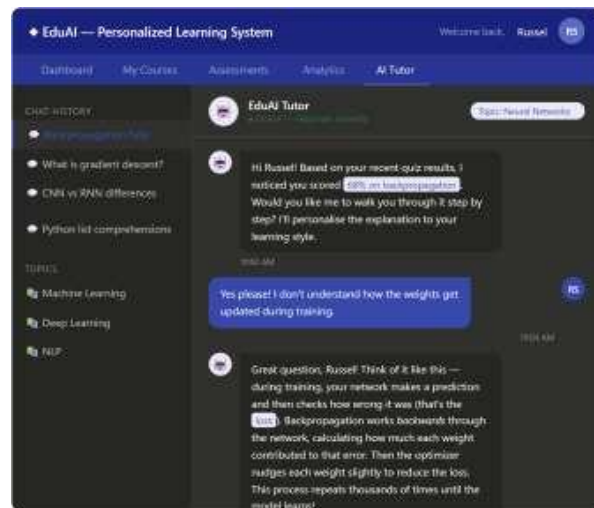 EduAI — Personalized Learning System
Welcome back, Russel RS
Dashboard My Courses Assessments Analytics AI Tutor
CHAT HISTORY
What is gradient descent?
CNN vs RNN differences
Python list comprehensions
TOPICS
Machine Learning
Deep Learning
NLP
EduAI Tutor
Topic: Neural Networks
Hi Russel! Based on your recent quiz results, I
noticed you scored 68% on backpropagation.
Would you like me to walk you through it step by
step? I'll personalise the explanation to your
learning style.
Yes please! I don't understand how the weights get
updated during training.
RS
AM
Great question, Russel! Think of it like this —
during training, your network makes a prediction
and then checks how wrong it was (that's the
loss). Backpropagation works backwards through
the network, calculating how much each weight
contributed to that error. Then the optimizer
nudges each weight slightly to reduce the loss.
This process repeats thousands of times until the
model learns!